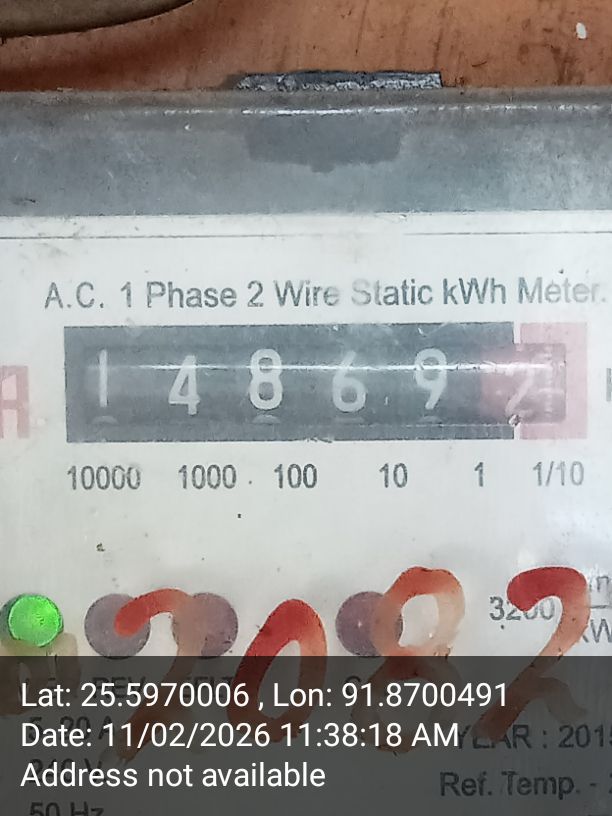 A.C. 1 Phase 2 Wire Static kWh Meter.
A
1 4 8 6 9 2
10000 1000 100 10 1 1/10
3200
2082
Lat: 25.5970006 , Lon: 91.8700491
Date: 11/02/2026 11:38:18 AM
YEAR : 201
Address not available
Ref. Temp. -
50 Hz